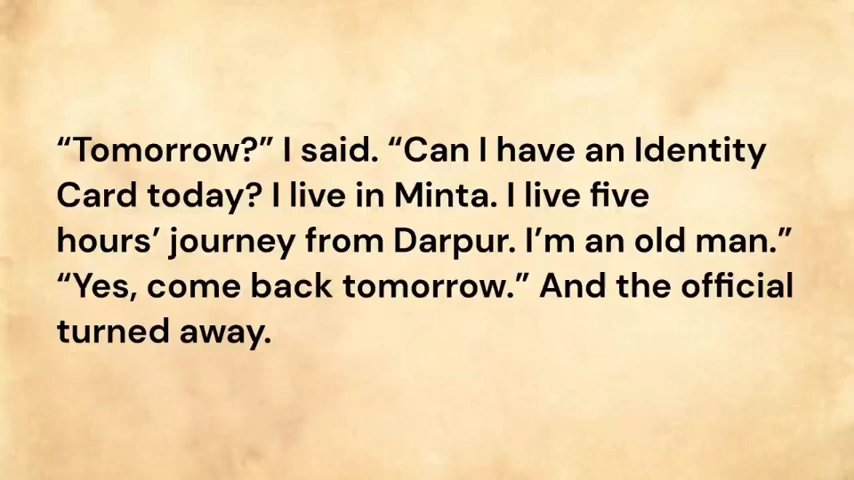 “Tomorrow?” I said. “Can I have an Identity
Card today? I live in Minta. I live five
hours’ journey from Darpur. I’m an old man.”
“Yes, come back tomorrow.” And the official
turned away.